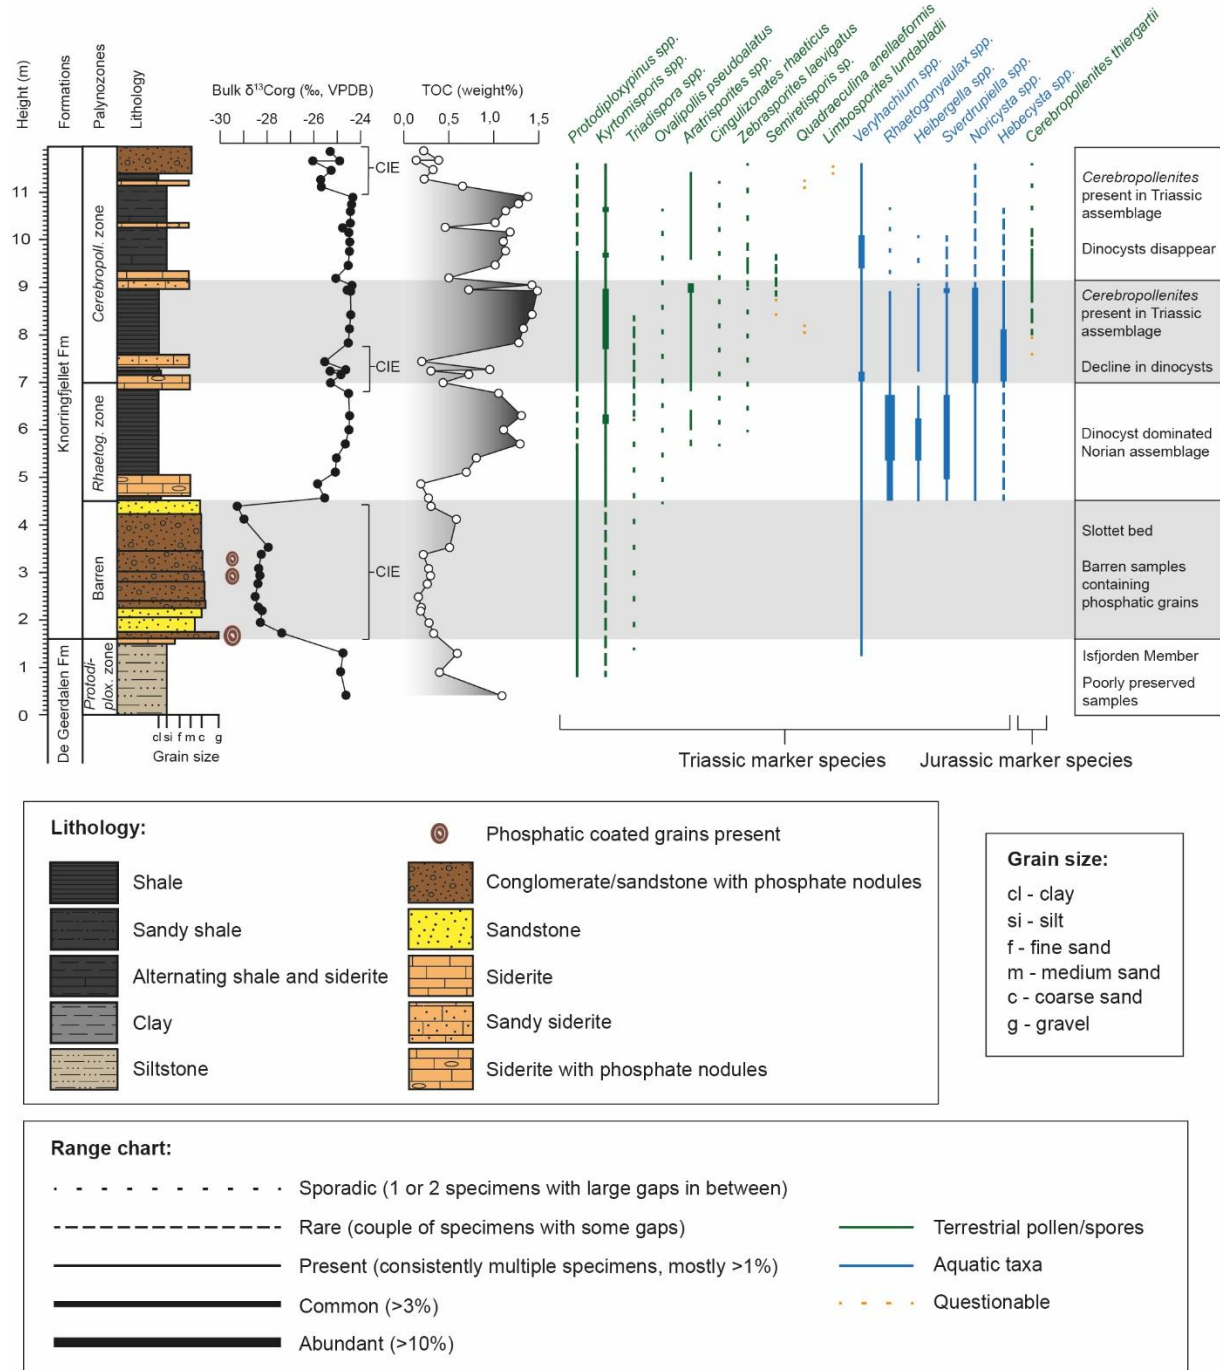 Height (m)
Formations
Palynozones
Lithology
Bulk δ¹³Corg (‰, VPDB)
-30 -28 -26 -24
TOC (weight%)
0,0 0,5 1,0 1,5
Protodiploxypinus spp.
Kyrtomisporis spp.
Triadispora spp.
Ovalipollis pseudoalatus
Aratrisporites spp.
Cingulizonates rhaeticus
Zebrasporites laevigatus
Semiretisporis sp.
Quadraeculina anellaeformis
Limbosporites lundabladii
Veryhachium spp.
Rhaetogonyaulax spp.
Heibergella spp.
Sverdrupiella spp.
Noricysta spp.
Hebecysta spp.
Cerebropollenites thiergartii
11
10
9
8
7
6
5
4
3
2
1
0
Knorringfjellet Fm
De Geerdalen Fm
Cerebropoll. zone
Rhaetog. zone
Barren
Protodi-
plox. zone
CIE
CIE
CIE
cl si f m c g
Grain size
Cerebropollenites
present in Triassic
assemblage
Dinocysts disappear
Cerebropollenites
present in Triassic
assemblage
Decline in dinocysts
Dinocyst dominated
Norian assemblage
Slottet bed
Barren samples
containing
phosphatic grains
Isfjorden Member
Poorly preserved
samples
Triassic marker species
Jurassic marker species
Lithology:
Shale
Sandy shale
Alternating shale and siderite
Clay
Siltstone
Phosphatic coated grains present
Conglomerate/sandstone with phosphate nodules
Sandstone
Siderite
Sandy siderite
Siderite with phosphate nodules
Grain size:
cl - clay
si - silt
f - fine sand
m - medium sand
c - coarse sand
g - gravel
Range chart:
Sporadic (1 or 2 specimens with large gaps in between)
Rare (couple of specimens with some gaps)
Present (consistently multiple specimens, mostly >1%)
Common (>3%)
Abundant (>10%)
Terrestrial pollen/spores
Aquatic taxa
Questionable